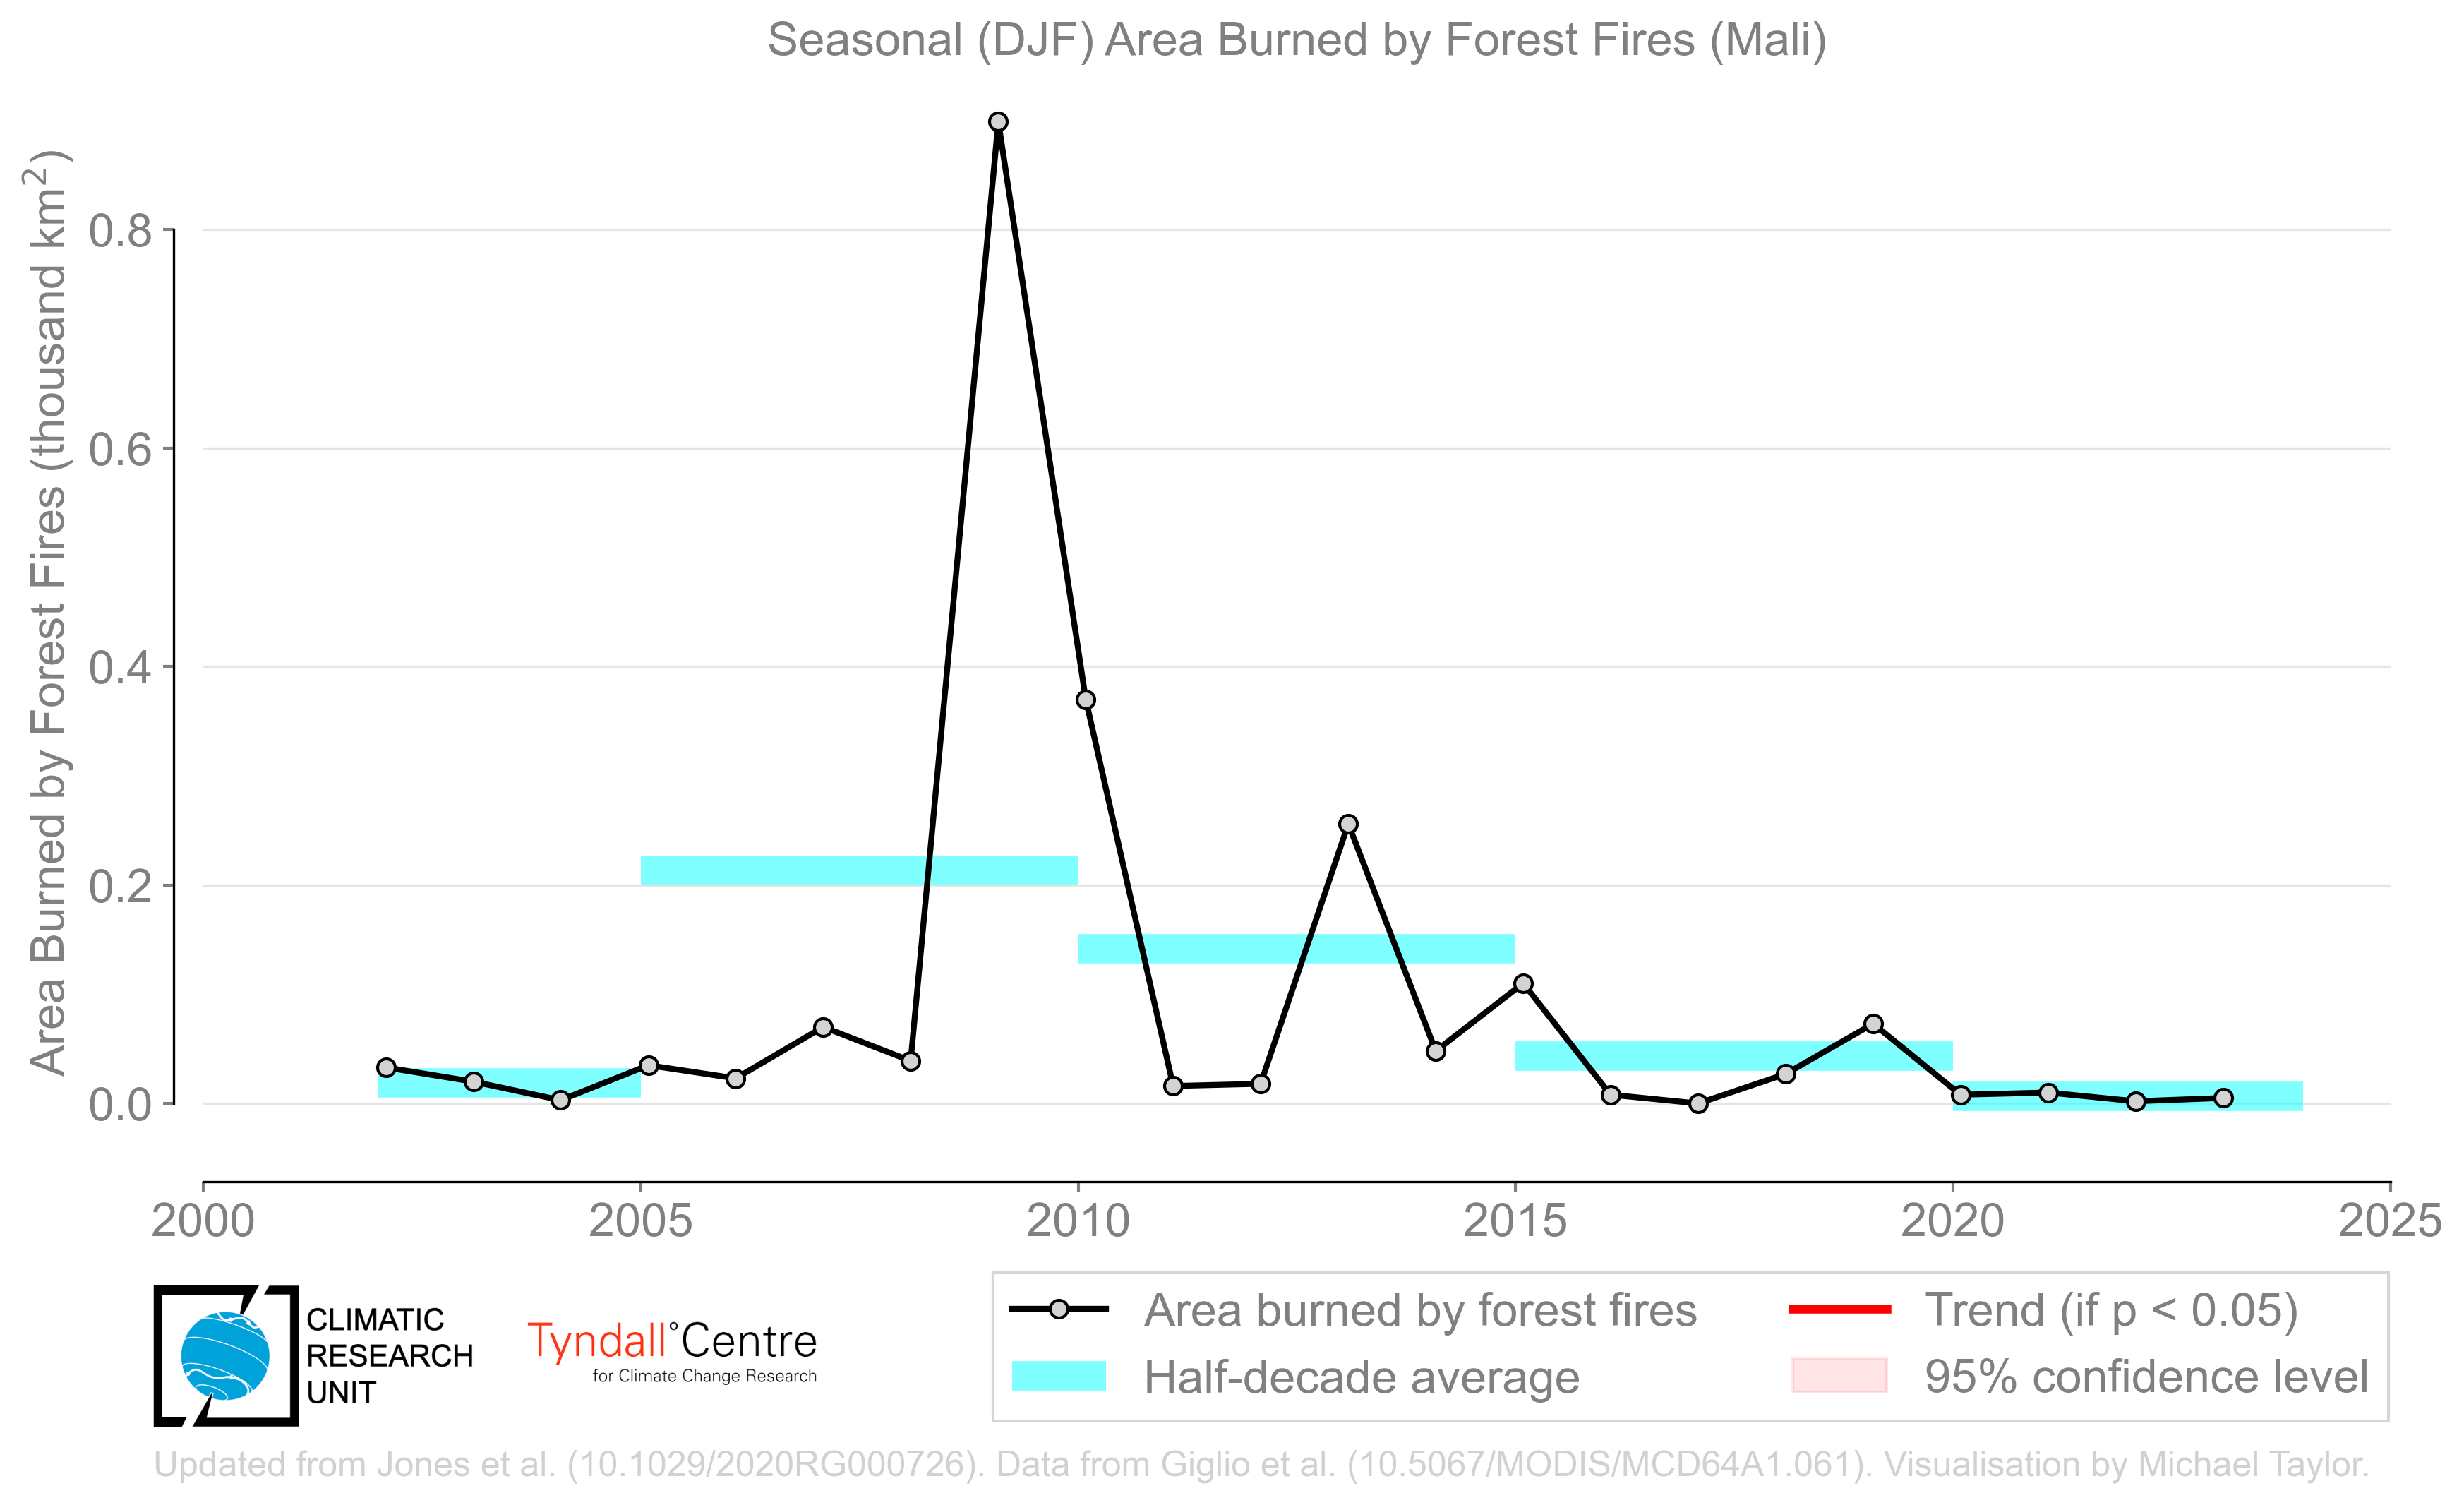 Seasonal (DJF) Area Burned by Forest Fires (Mali)
Area Burned by Forest Fires (thousand km²)
0.8
0.6
0.4
0.2
0.0
2000
2005
2010
2015
2020
2025
CLIMATIC
RESEARCH
UNIT
Tyndall°Centre
for Climate Change Research
Area burned by forest fires
Half-decade average
Trend (if p < 0.05)
95% confidence level
Updated from Jones et al. (10.1029/2020RG000726). Data from Giglio et al. (10.5067/MODIS/MCD64A1.061). Visualisation by Michael Taylor.